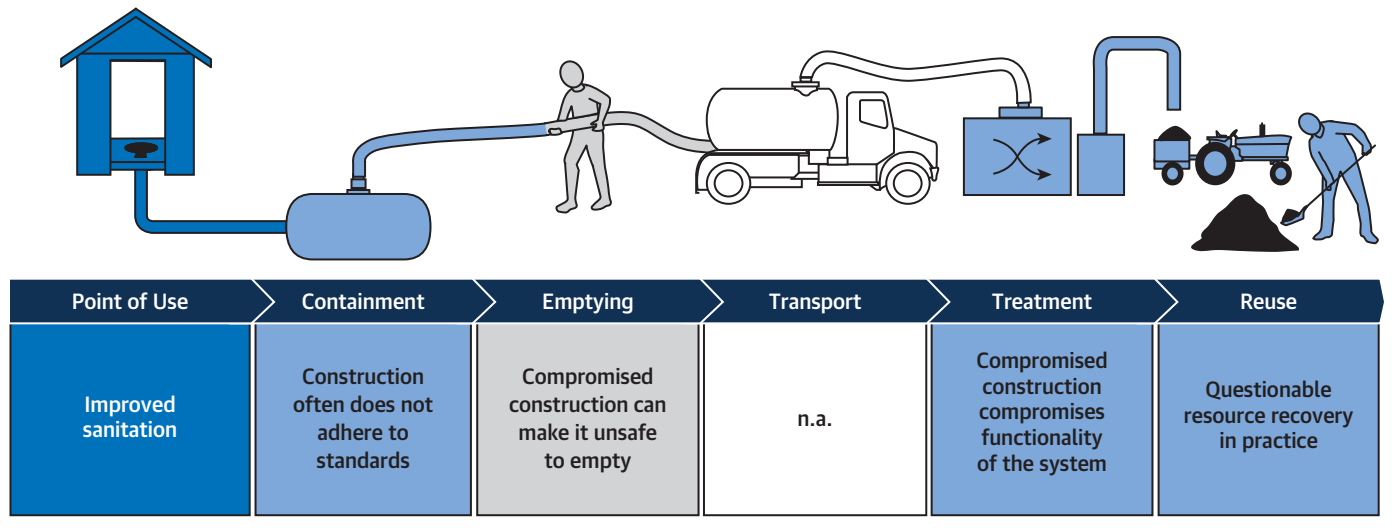 Point of Use
Containment
Emptying
Transport
Treatment
Reuse
Improved
sanitation
Construction
often does not
adhere to
standards
Compromised
construction can
make it unsafe
to empty
n.a.
Compromised
construction
compromises
functionality
of the system
Questionable
resource recovery
in practice